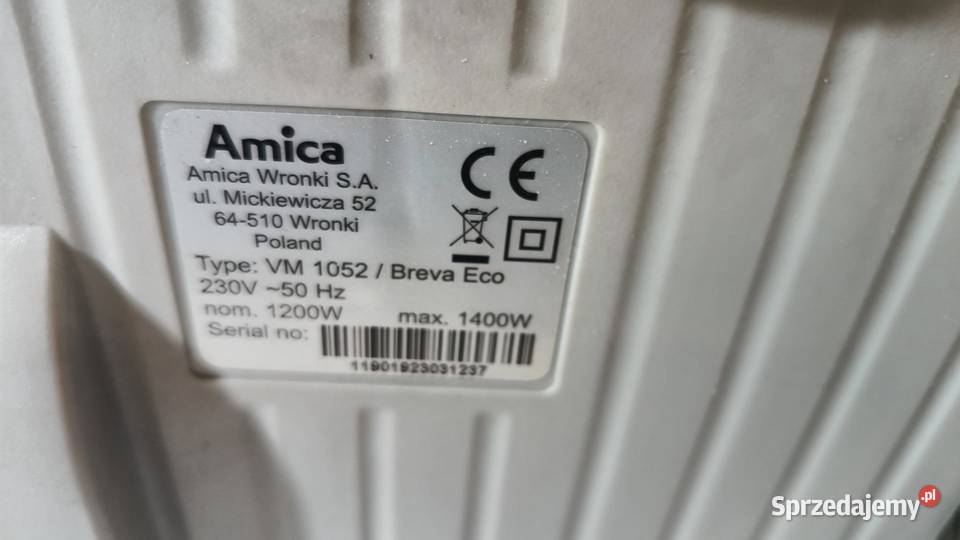 Amica
Amica Wronki S.A.
ul. Mickiewicza 52
64-510 Wronki
Poland
CE
Type: VM 1052 / Breva Eco
230V ~50 Hz
nom. 1200W max. 1400W
Serial no:
11901923031237
Sprzedajemy.pl